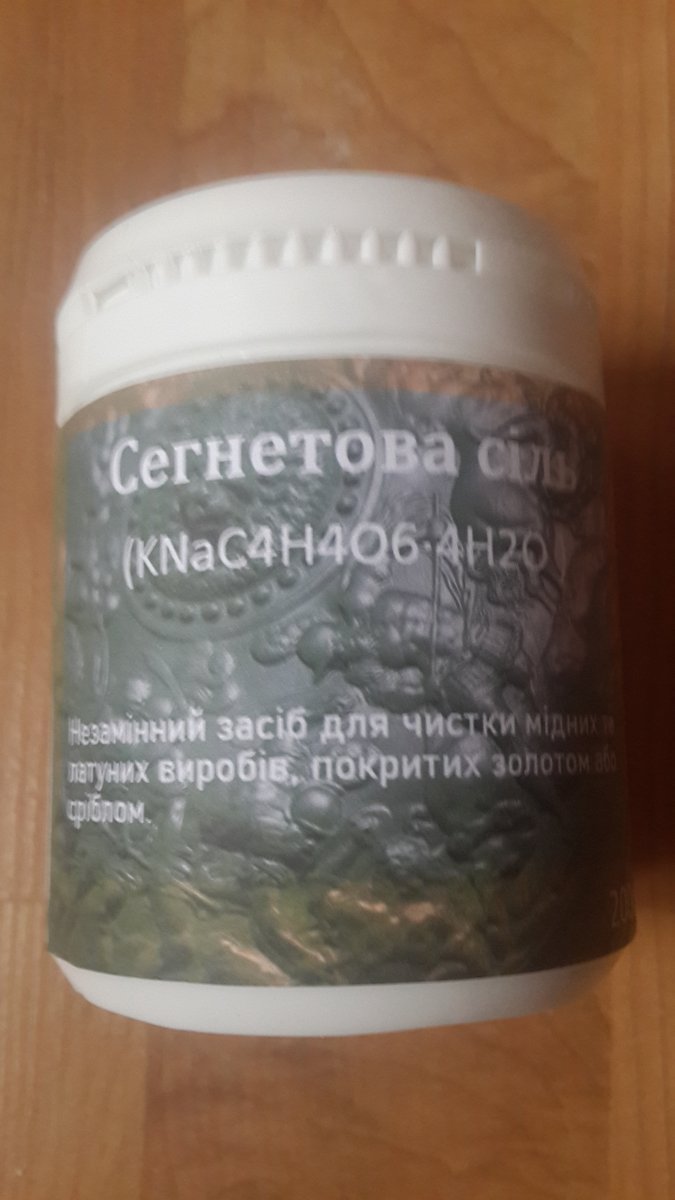 Сегнетова сіль
(KNaC4H4O6·4H2O
Незамінний засіб для чистки мідних
латуних виробів, покритих золотом або
сріблом.